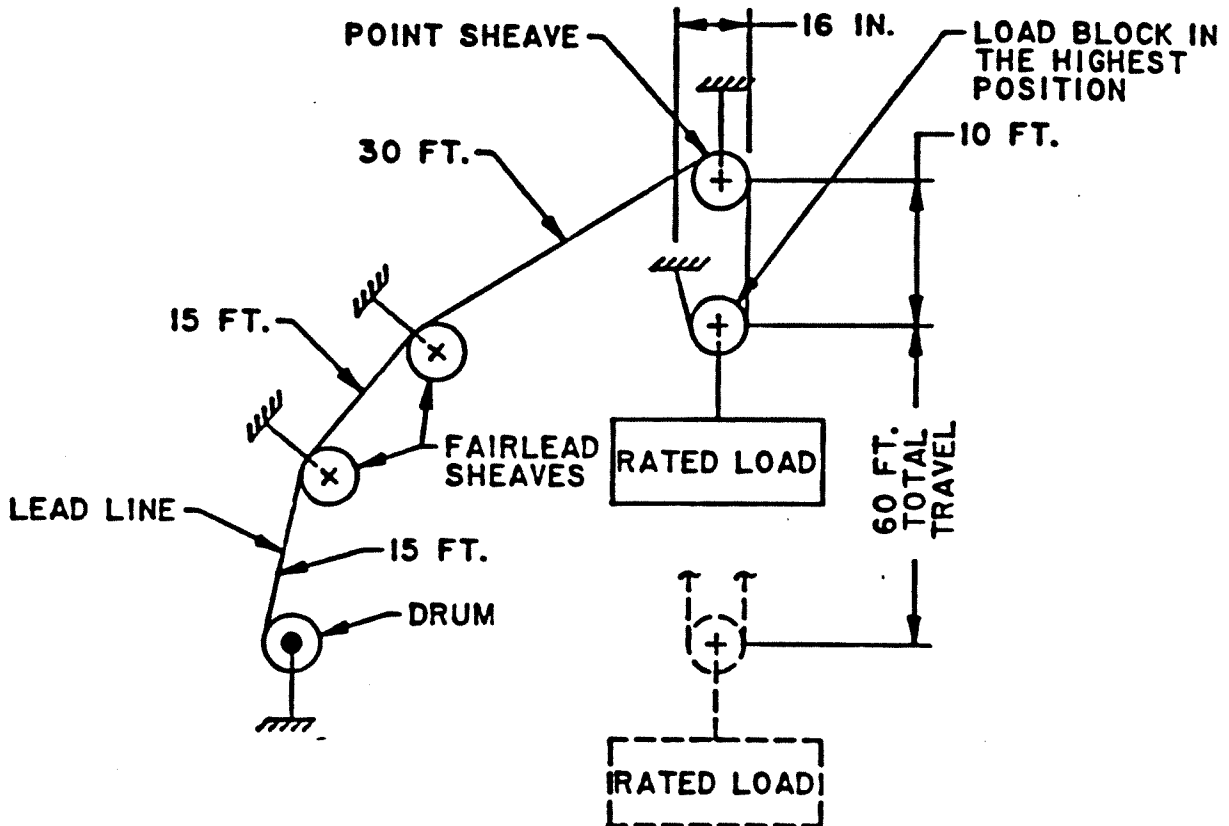 POINT SHEAVE
16 IN.
LOAD BLOCK IN
THE HIGHEST
POSITION
30 FT.
10 FT.
15 FT.
FAIRLEAD
SHEAVES
RATED LOAD
60 FT.
TOTAL
TRAVEL
LEAD LINE
15 FT.
DRUM
RATED LOAD